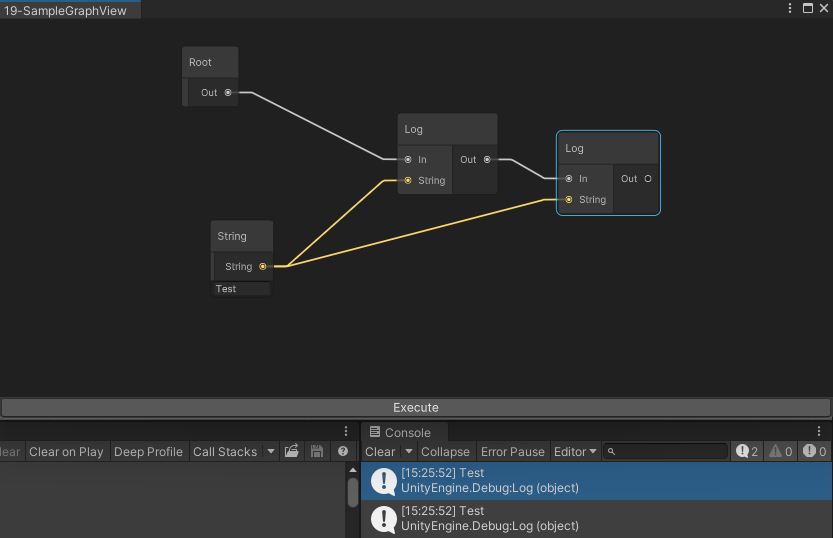 19-SampleGraphView
Root
Out
Log
In
Out
String
Log
In
Out
String
String
String
Test
Execute
lear
Clear on Play
Deep Profile
Call Stacks
Console
Clear
Collapse
Error Pause
Editor
2
0
0
[15:25:52] Test
UnityEngine.Debug:Log (object)
[15:25:52] Test
UnityEngine.Debug:Log (object)